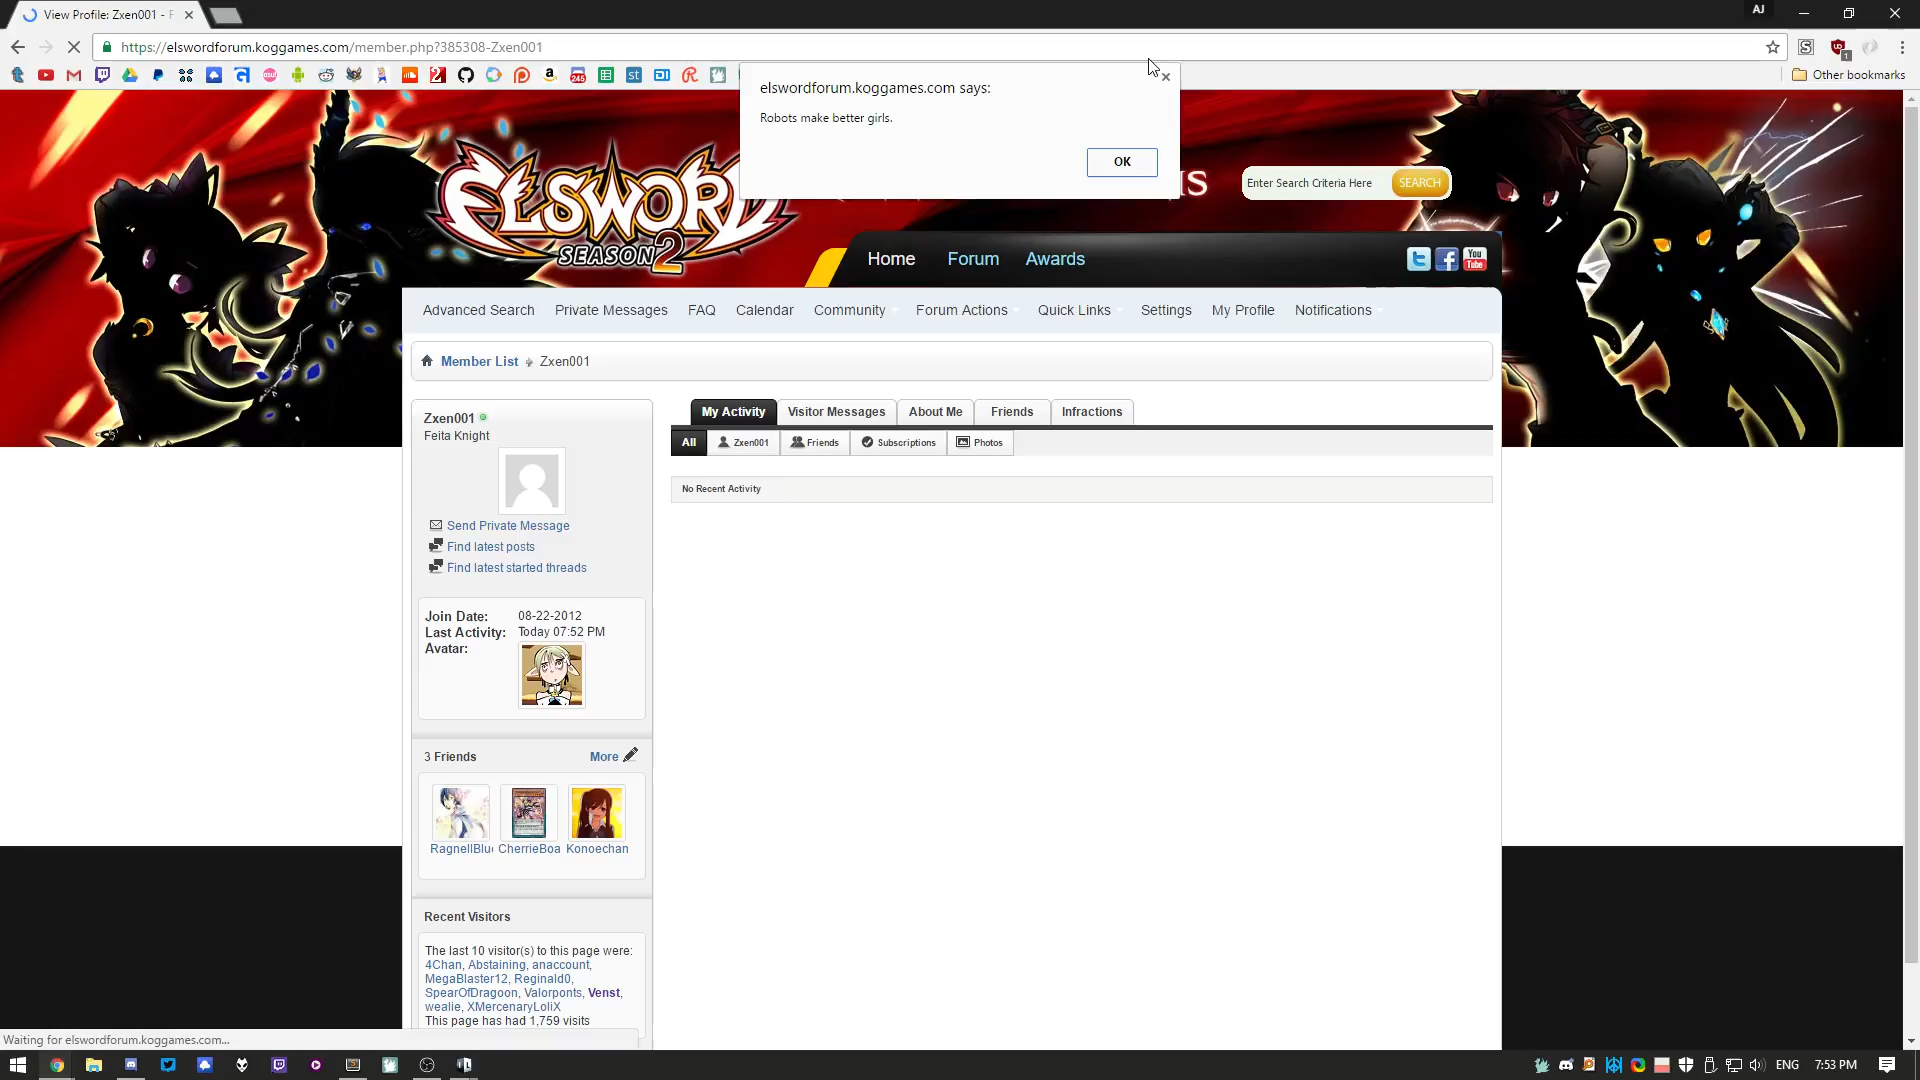 View Profile: Zxen001 - F
AJ
https://elswordforum.koggames.com/member.php?385308-Zxen001
Other bookmarks
elswordforum.koggames.com says:
Robots make better girls.
OK
ELSWORD
SEASON 2
Enter Search Criteria Here
SEARCH
Home
Forum
Awards
You
Tube
Advanced Search
Private Messages
FAQ
Calendar
Community
Forum Actions
Quick Links
Settings
My Profile
Notifications
Member List
Zxen001
Zxen001
Feita Knight
Send Private Message
Find latest posts
Find latest started threads
Join Date: 08-22-2012
Last Activity: Today 07:52 PM
Avatar:
3 Friends
More
RagnellBlu
CherrieBoa
Konoechan
Recent Visitors
The last 10 visitor(s) to this page were:
4Chan, Abstaining, anaccount,
MegaBlaster12, Reginald0,
SpearOfDragoon, Valorponts, Venst,
wealie, XMercenaryLoliX
This page has had 1,759 visits
My Activity
Visitor Messages
About Me
Friends
Infractions
All
Zxen001
Friends
Subscriptions
Photos
No Recent Activity
Waiting for elswordforum.koggames.com...
ENG
7:53 PM